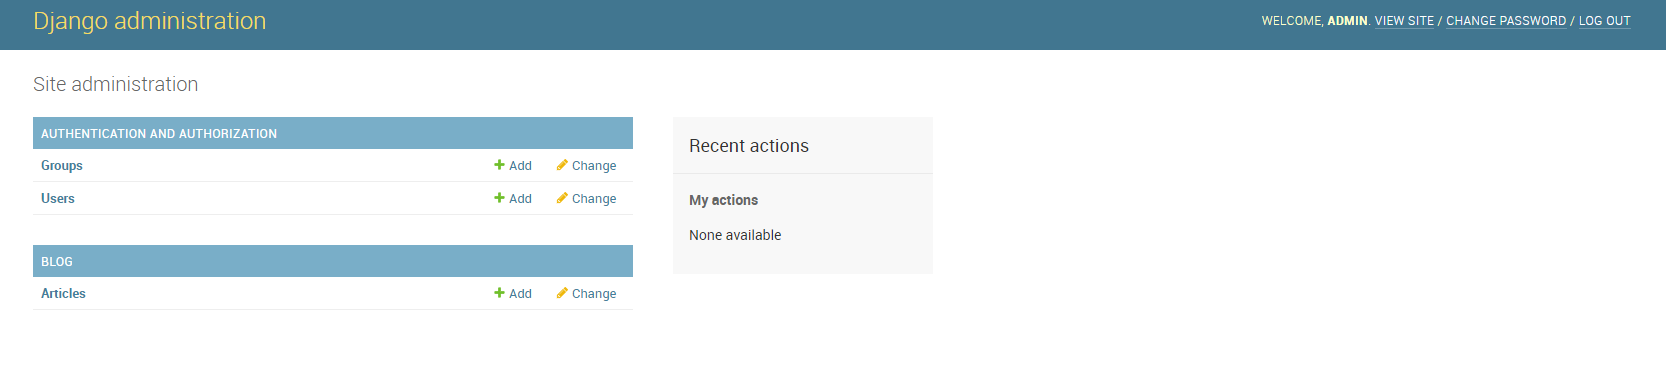 Django administration
WELCOME, ADMIN. VIEW SITE / CHANGE PASSWORD / LOG OUT
Site administration
AUTHENTICATION AND AUTHORIZATION
Groups Add Change
Users Add Change
BLOG
Articles Add Change
Recent actions
My actions
None available